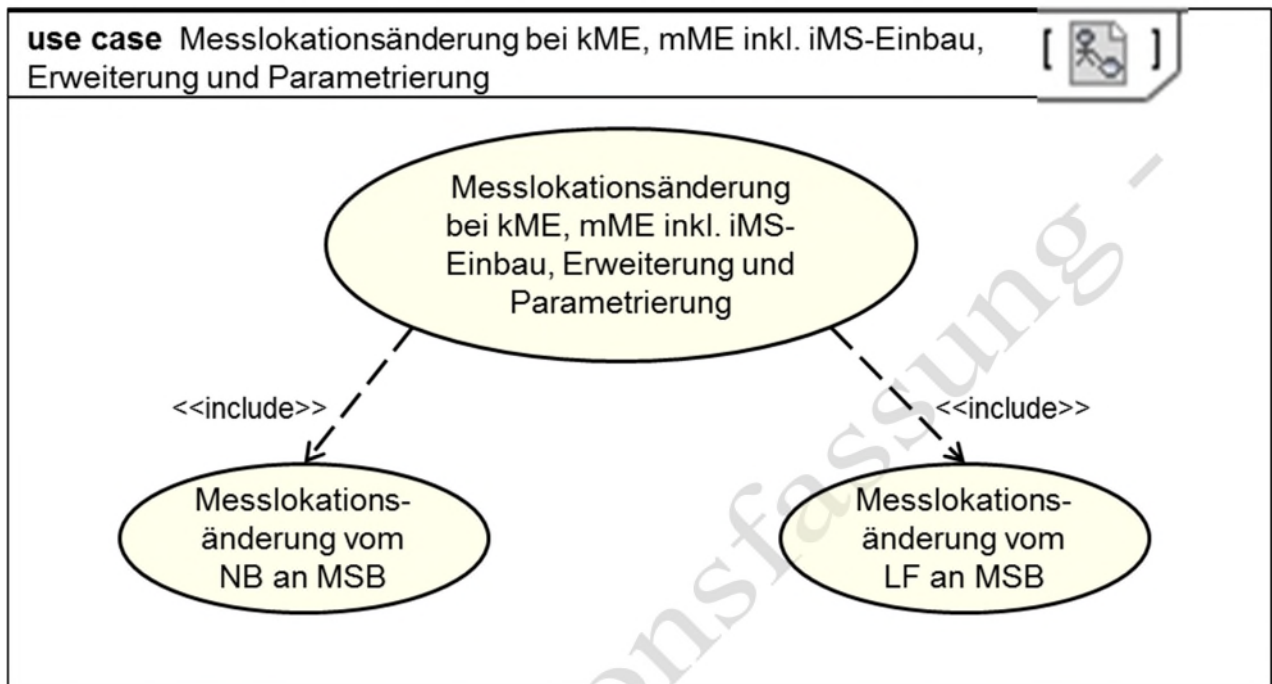 use case Messlokationsänderung bei kME, mME inkl. iMS-Einbau,
Erweiterung und Parametrierung
[ ]
Messlokationsänderung
bei kME, mME inkl. iMS-
Einbau, Erweiterung und
Parametrierung
<<include>>
<<include>>
Messlokations-
änderung vom
NB an MSB
Messlokations-
änderung vom
LF an MSB
onsfassung -